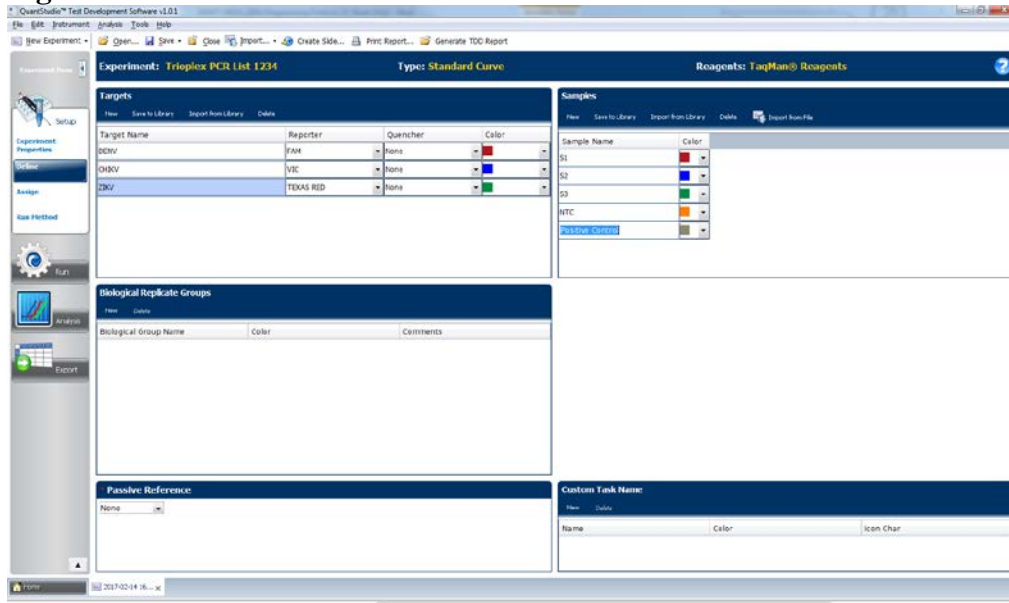 QuantStudio™ Test Development Software v1.0.1
File Edit Instrument Analysis Tools Help
New Experiment Open... Save Close Import... Create Slide... Print Report... Generate TDD Report
Experiment: Trioplex PCR List 1234 Type: Standard Curve Reagents: TaqMan® Reagents
Setup
Experiment Properties
Define
Assign
Run Method
Run
Analysis
Export
Targets
New Save to Library Import from Library Delete
Target Name Reporter Quencher Color
DENV FAM None
CHIKV VIC None
ZIKV TEXAS RED None
Samples
New Save to Library Import from Library Delete Import from File
Sample Name Color
S1
S2
S3
NTC
Positive Control
Biological Replicate Groups
New Delete
Biological Group Name Color Comments
Passive Reference
None
Custom Task Name
New Delete
Name Color Icon Char
Home 2017-02-14 16...